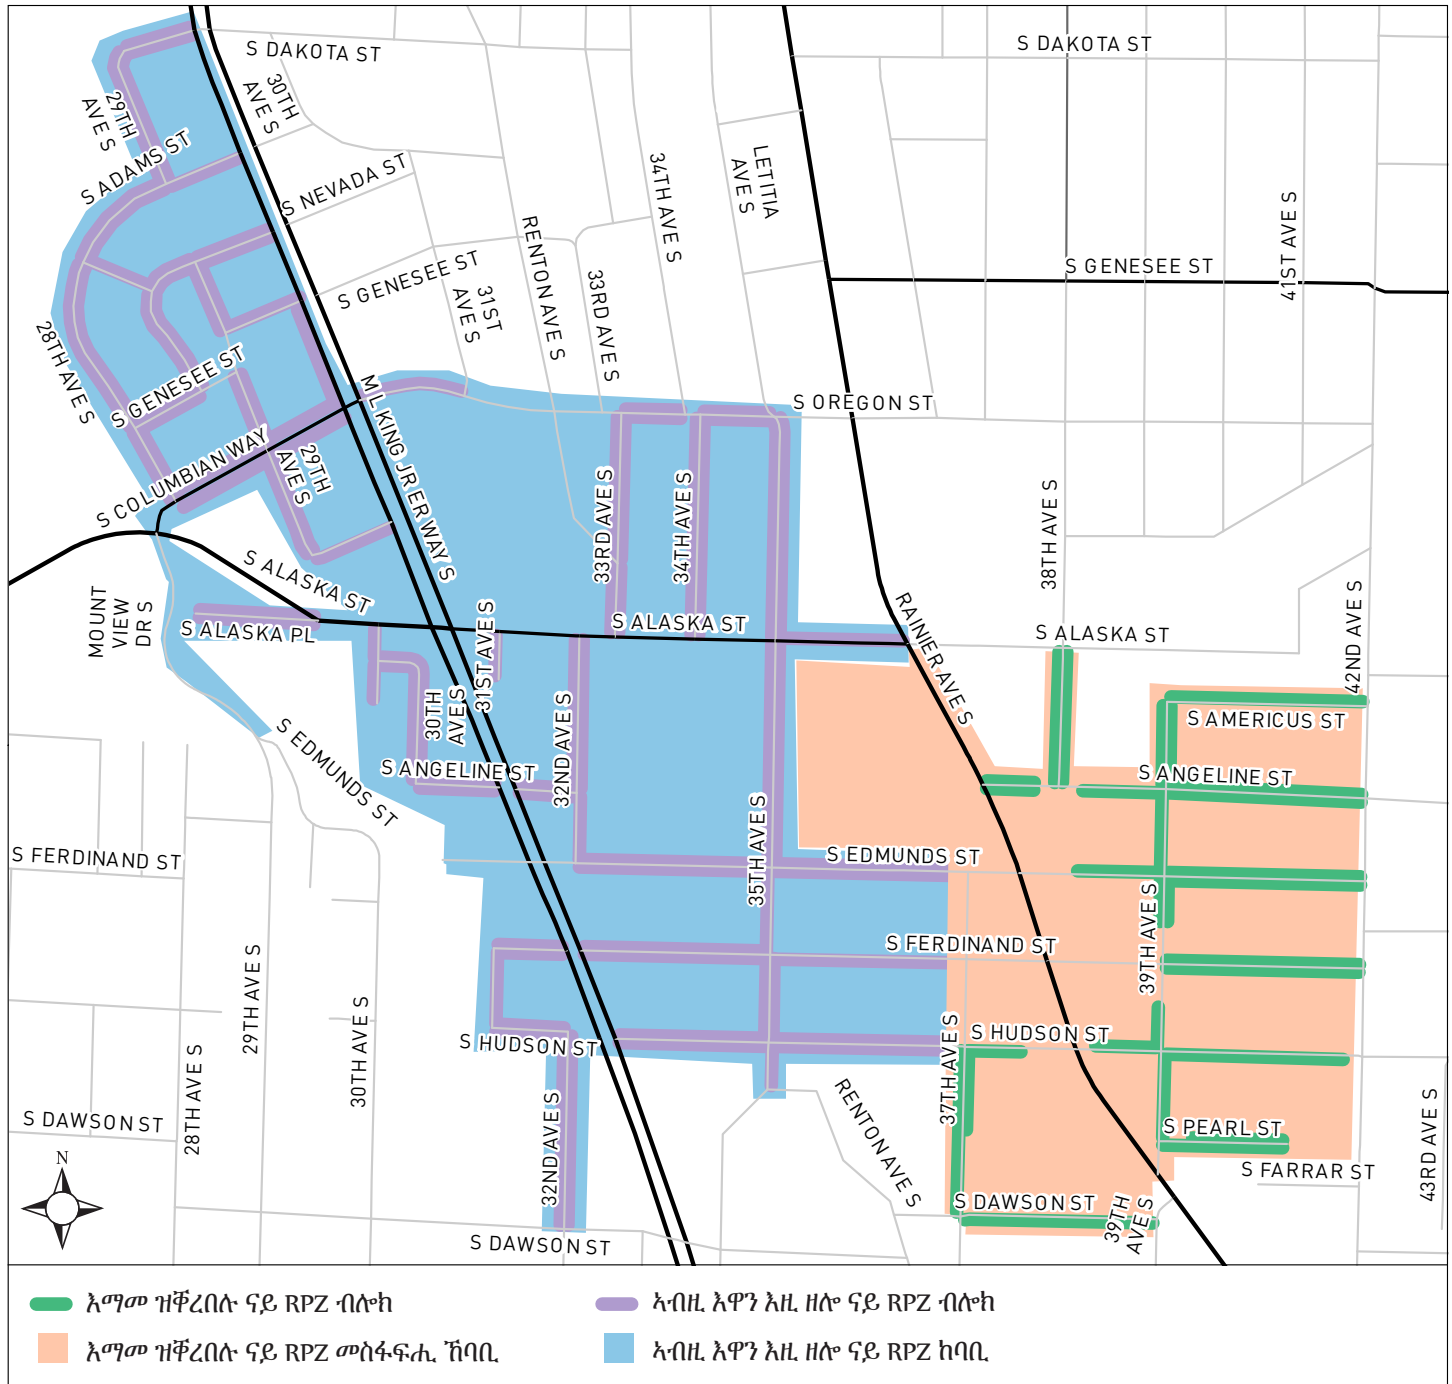 S DAKOTA ST
S DAKOTA ST
30TH
AVE S
29TH
AVE S
S ADAMS ST
S NEVADA ST
34TH AVE S
LETITIA
AVE S
41ST AVE S
S GENESEE ST
S GENESEE ST
31ST
AVE S
RENTON AVE S
33RD AVE S
28TH AVE S
S GENESEE ST
M L KING JR ER WAY S
S OREGON ST
S COLUMBIAN WAY
29TH
AVE S
33RD AVE S
34TH AVE S
38TH AVE S
S ALASKA ST
MOUNT
VIEW
DR S
S ALASKA PL
31ST AVE S
S ALASKA ST
RAINIER AVE S
S ALASKA ST
42ND AVE S
30TH
AVE S
32ND AVE S
S AMERICUS ST
S EDMUNDS ST
S ANGELINE ST
S ANGELINE ST
35TH AVE S
S FERDINAND ST
S EDMUNDS ST
39TH AVE S
S FERDINAND ST
29TH AVE S
30TH AVE S
28TH AVE S
S HUDSON ST
37TH AVE S
S HUDSON ST
S DAWSON ST
32ND AVE S
RENTON AVE S
S PEARL ST
S FARRAR ST
43RD AVE S
N
S DAWSON ST
39TH
AVE S
S DAWSON ST
እማመ ዝቐረበሉ ናይ RPZ ብሎክ
ኣብዚ እዋን እዚ ዘሎ ናይ RPZ ብሎክ
እማመ ዝቐረበሉ ናይ RPZ መስፋፍሒ ኸባቢ
ኣብዚ እዋን እዚ ዘሎ ናይ RPZ ከባቢ